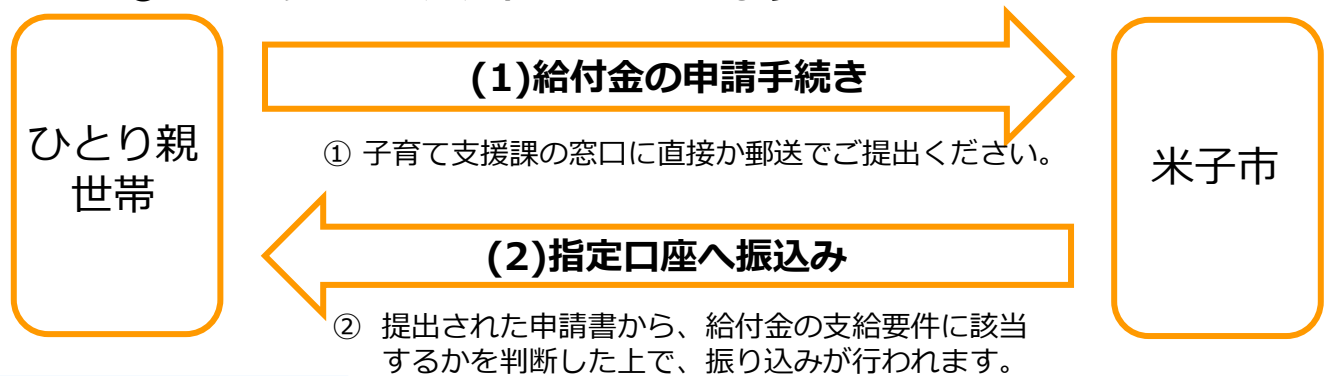 (1)給付金の申請手続き
ひとり親
世帯
① 子育て支援課の窓口に直接か郵送でご提出ください。
米子市
(2)指定口座へ振込み
② 提出された申請書から、給付金の支給要件に該当
するかを判断した上で、振り込みが行われます。